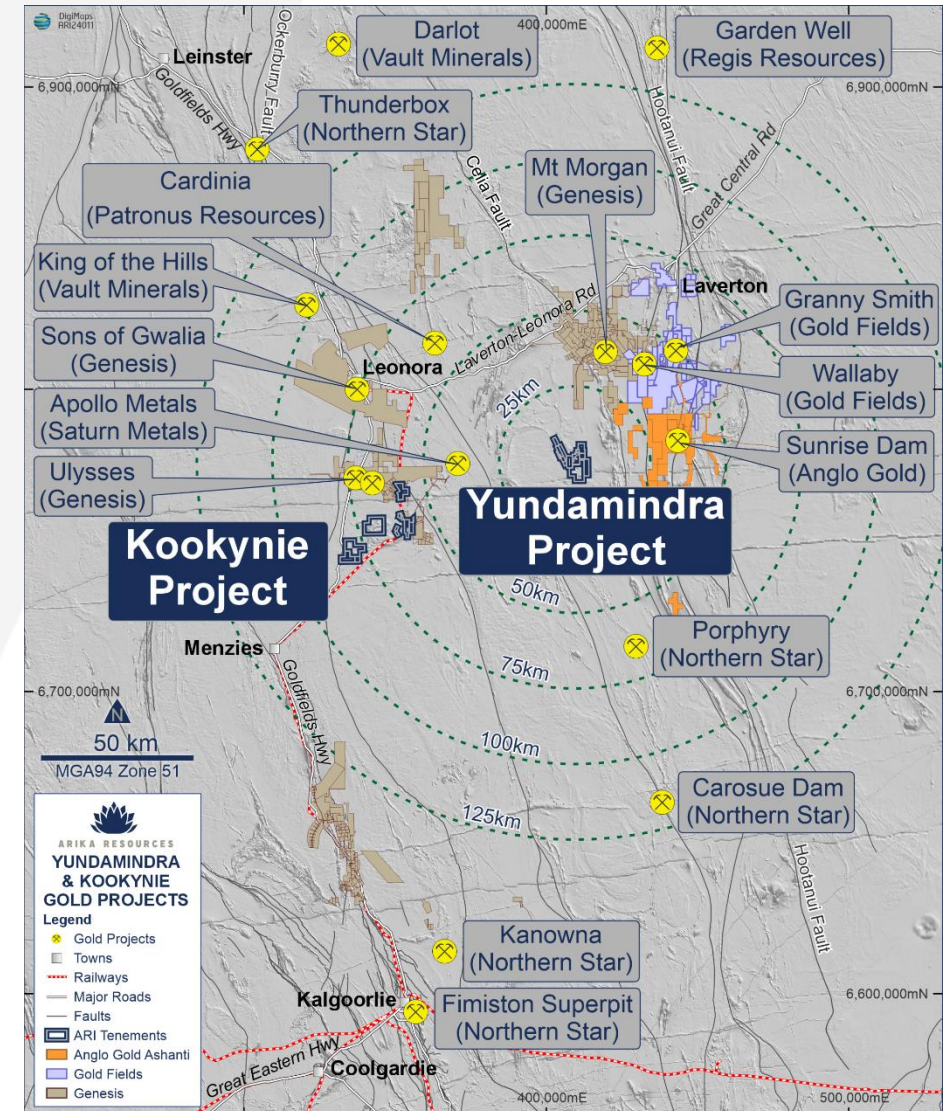 DigiMaps
ARI24011
400,000mE
Darlot
(Vault Minerals)
Garden Well
(Regis Resources)
Leinster
Ockerburry Fault
Goldfields Hwy
6,900,000mN
6,900,000mN
Thunderbox
(Northern Star)
Hootanui Fault
Great Central Rd
Celia Fault
Cardinia
(Patronus Resources)
Mt Morgan
(Genesis)
King of the Hills
(Vault Minerals)
Laverton
Laverton-Leonora Rd
Granny Smith
(Gold Fields)
Sons of Gwalia
(Genesis)
Leonora
Wallaby
(Gold Fields)
25km
Apollo Metals
(Saturn Metals)
Sunrise Dam
(Anglo Gold)
Ulysses
(Genesis)
Yundamindra
Project
Kookynie
Project
50km
Menzies
Porphyry
(Northern Star)
75km
6,700,000mN
6,700,000mN
Goldfields Hwy
N
50 km
MGA94 Zone 51
100km
125km
Carosue Dam
(Northern Star)
Hootanui Fault
ARIKA RESOURCES
YUNDAMINDRA
& KOOKYNIE
GOLD PROJECTS
Legend
Gold Projects
Towns
Railways
Major Roads
Faults
ARI Tenements
Anglo Gold Ashanti
Gold Fields
Genesis
Kanowna
(Northern Star)
Kalgoorlie
Fimiston Superpit
(Northern Star)
6,600,000mN
Great Eastern Hwy
Coolgardie
400,000mE
500,000mE